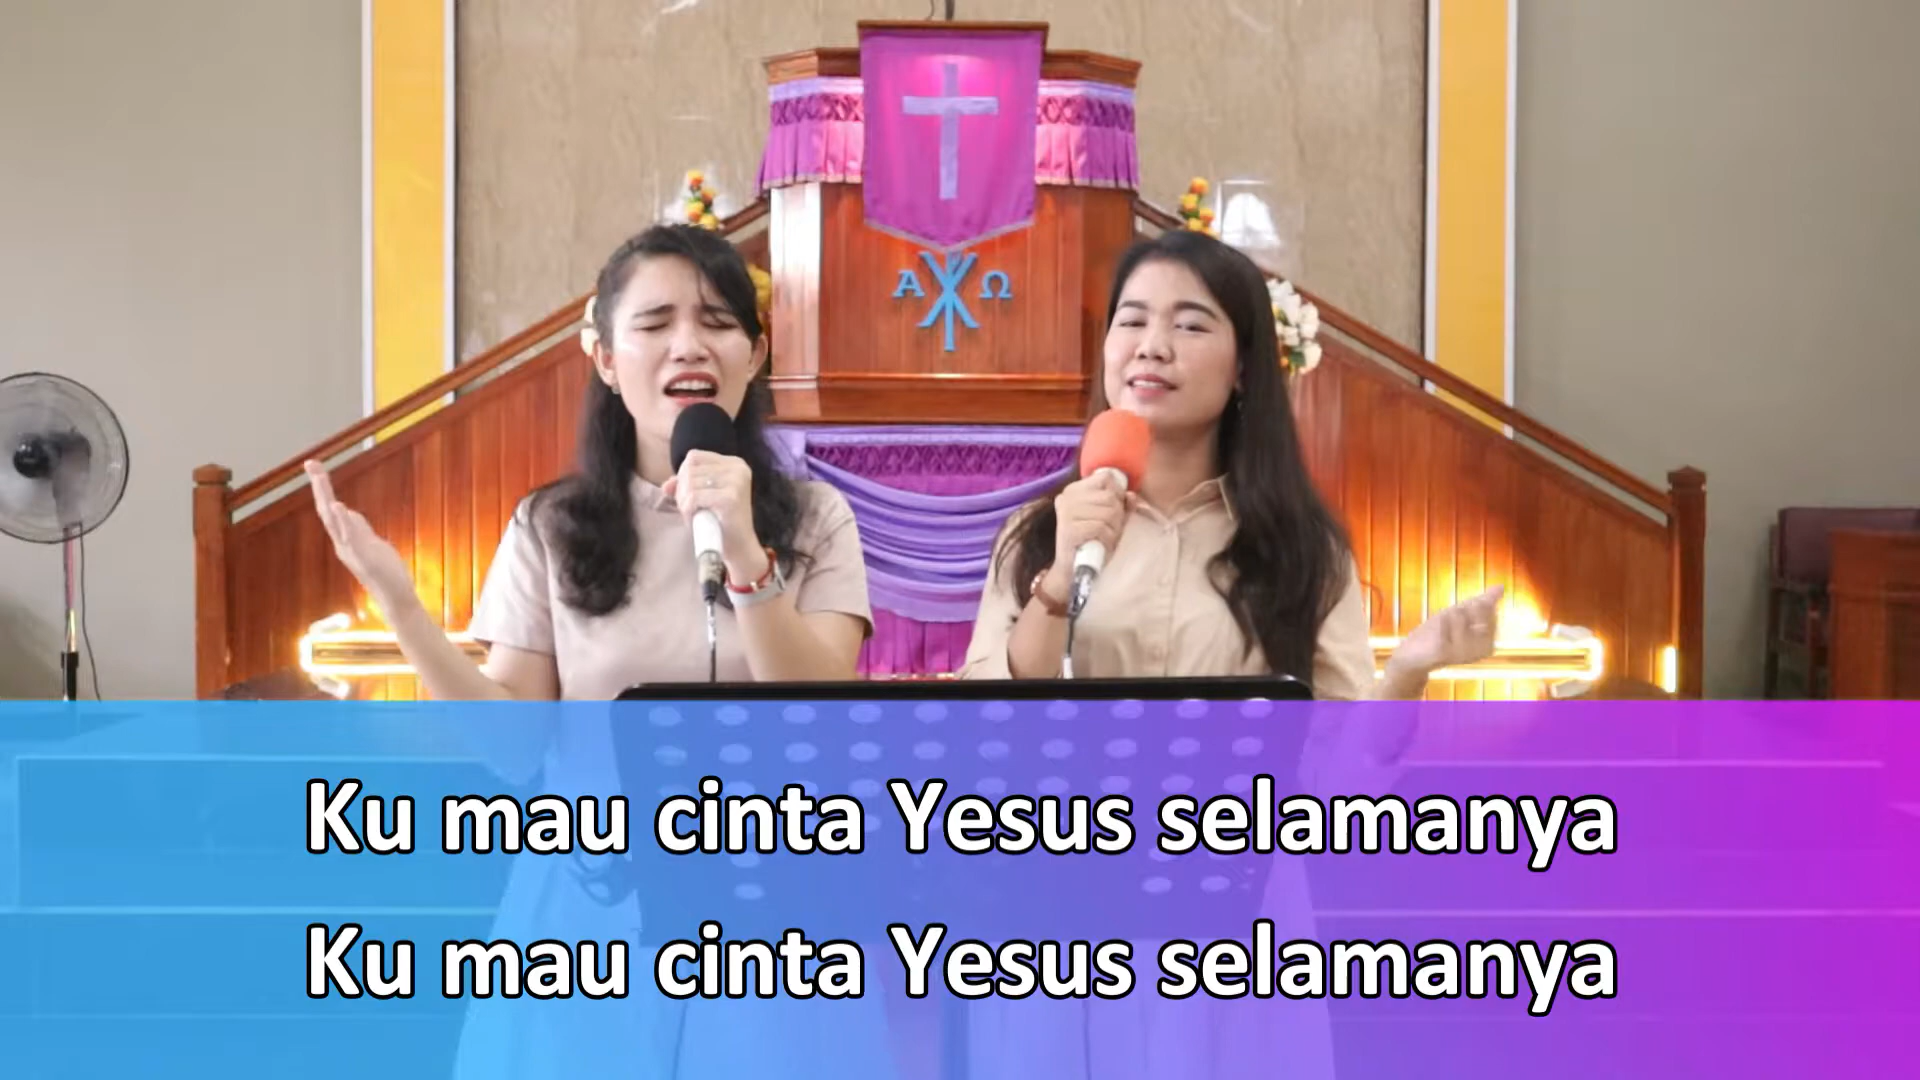 Α Ω
Ku mau cinta Yesus selamanya
Ku mau cinta Yesus selamanya